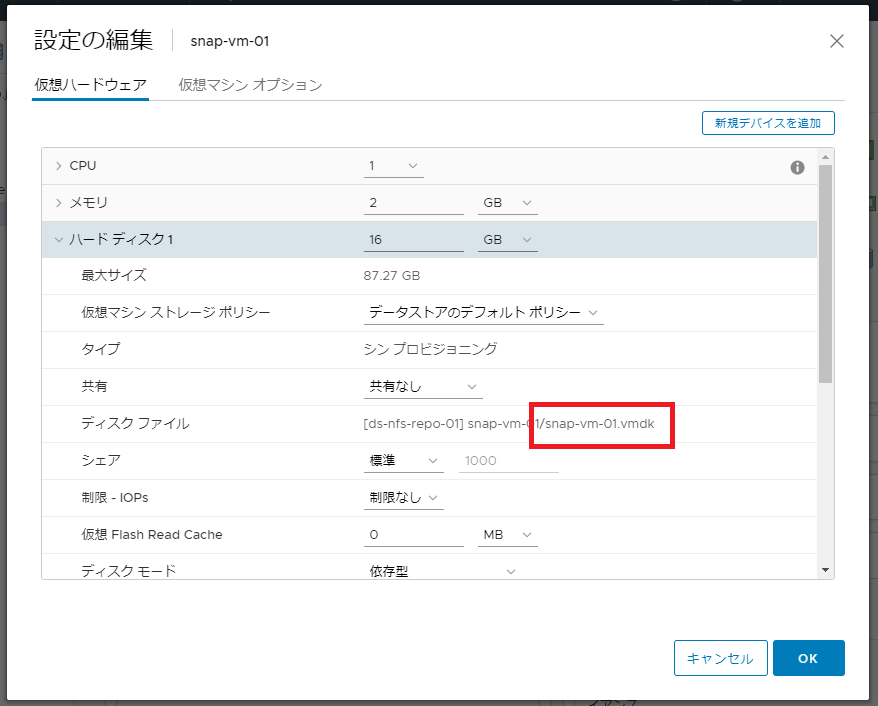 設定の編集 snap-vm-01
仮想ハードウェア 仮想マシン オプション
新規デバイスを追加
CPU 1
メモリ 2 GB
ハード ディスク 1 16 GB
最大サイズ 87.27 GB
仮想マシン ストレージ ポリシー データストアのデフォルト ポリシー
タイプ シン プロビジョニング
共有 共有なし
ディスク ファイル [ds-nfs-repo-01] snap-vm-01/snap-vm-01.vmdk
シェア 標準 1000
制限 - IOPs 制限なし
仮想 Flash Read Cache 0 MB
ディスク モード 依存型
キャンセル OK